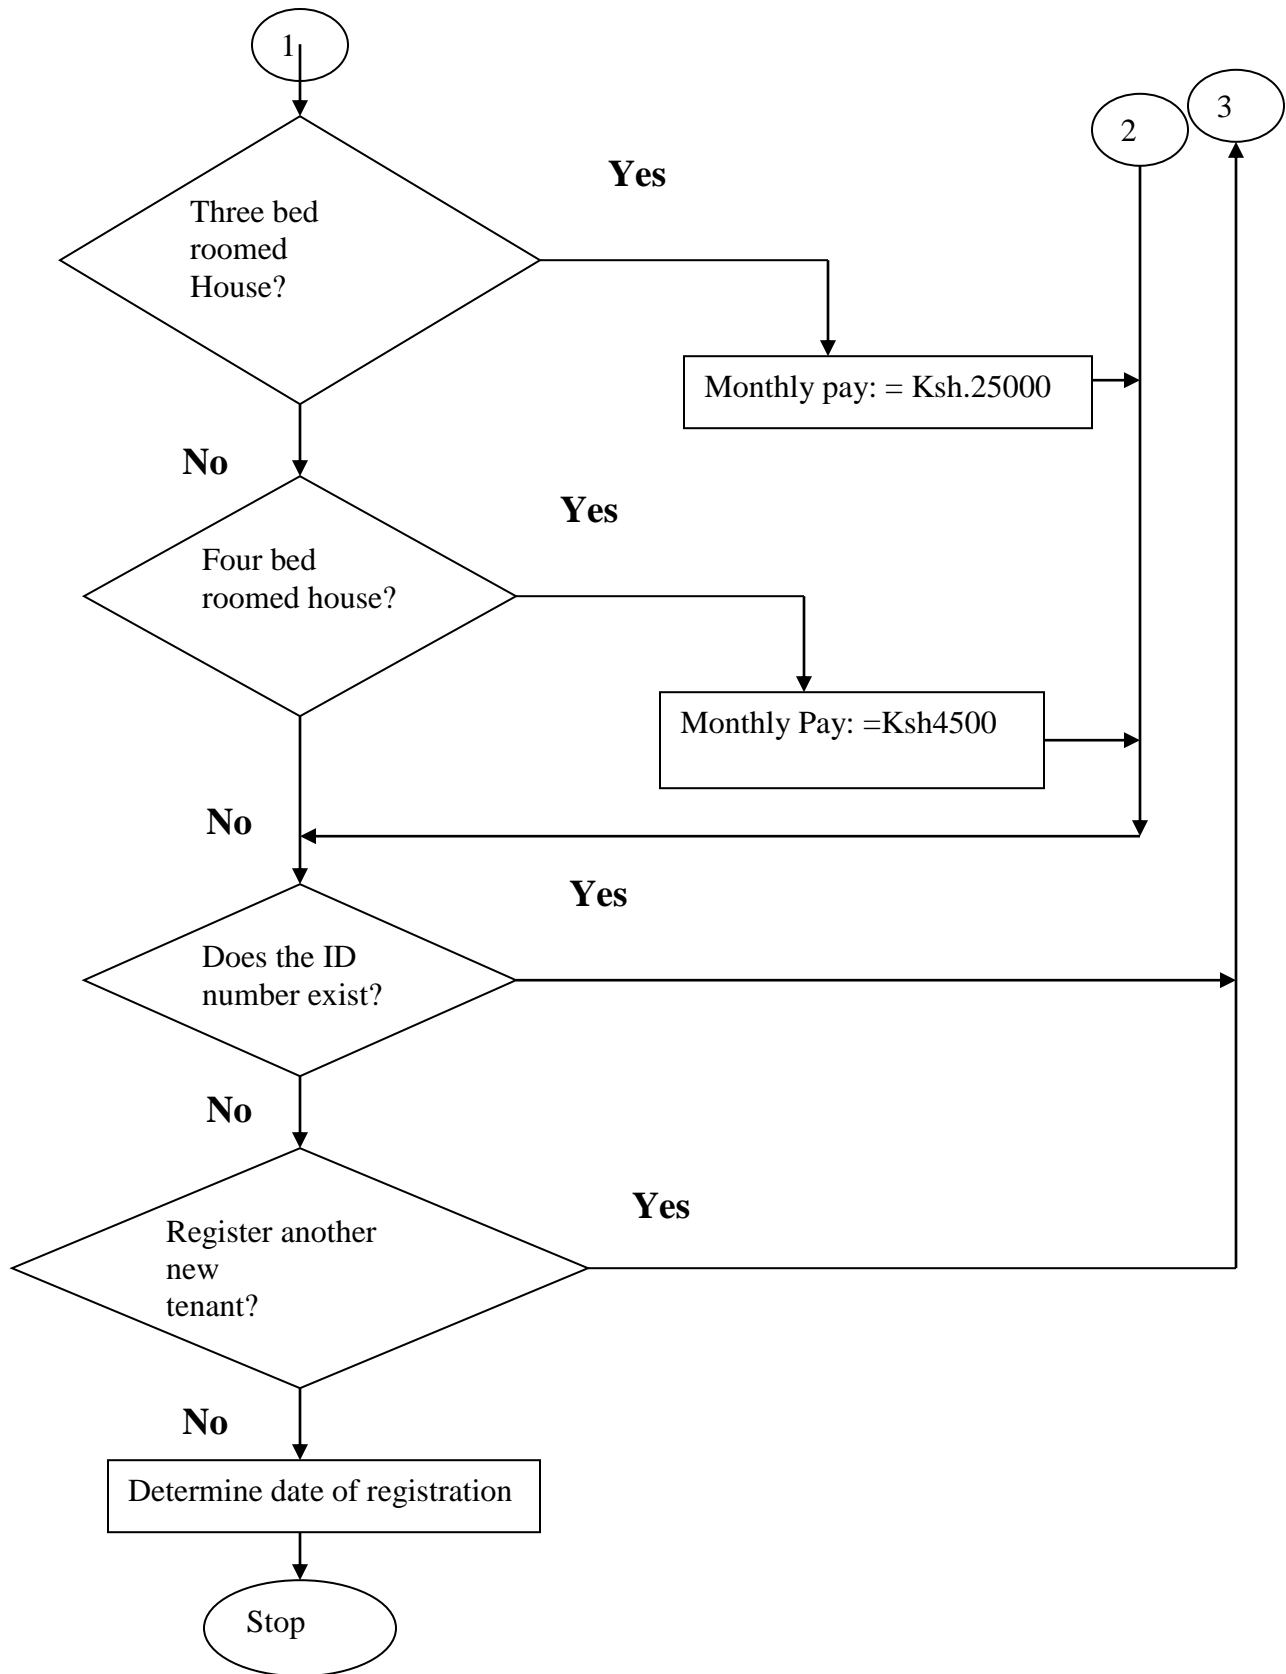 1
3
2
Yes
Three bed
roomed
House?
Monthly pay: = Ksh.25000
No
Yes
Four bed
roomed house?
Monthly Pay: =Ksh4500
No
Yes
Does the ID
number exist?
No
Yes
Register another
new
tenant?
No
Determine date of registration
Stop